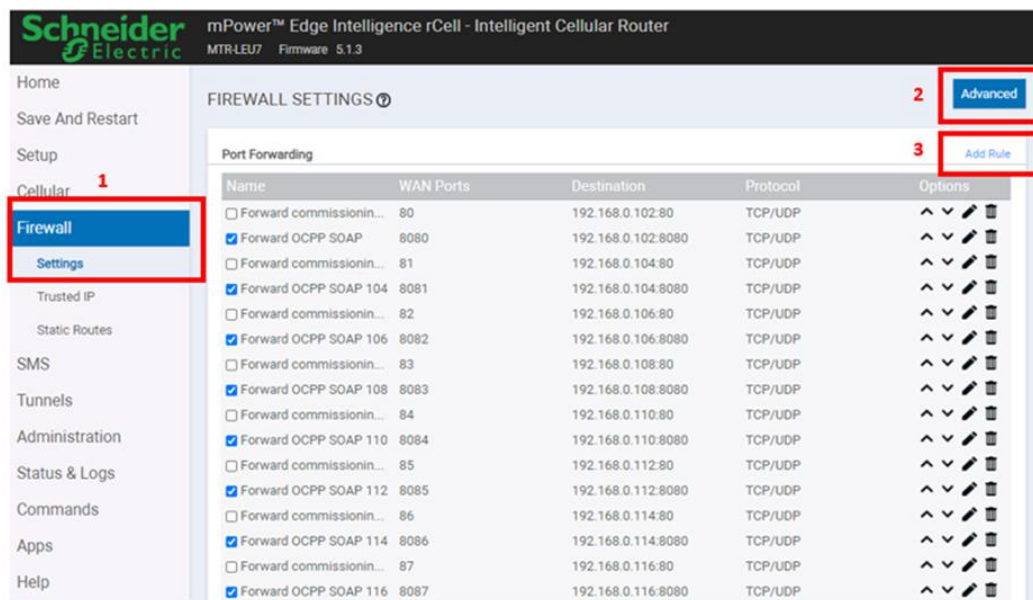 Schneider
Electric
mPower™ Edge Intelligence rCell - Intelligent Cellular Router
MTR-LEU7 Firmware 5.1.3
Home
Save And Restart
Setup
Cellular
1
Firewall
Settings
Trusted IP
Static Routes
SMS
Tunnels
Administration
Status & Logs
Commands
Apps
Help
FIREWALL SETTINGS
2
Advanced
Port Forwarding
3
Add Rule
Name WAN Ports Destination Protocol Options
Forward commissionin... 80 192.168.0.102:80 TCP/UDP
Forward OCPP SOAP 8080 192.168.0.102:8080 TCP/UDP
Forward commissionin... 81 192.168.0.104:80 TCP/UDP
Forward OCPP SOAP 104 8081 192.168.0.104:8080 TCP/UDP
Forward commissionin... 82 192.168.0.106:80 TCP/UDP
Forward OCPP SOAP 106 8082 192.168.0.106:8080 TCP/UDP
Forward commissionin... 83 192.168.0.108:80 TCP/UDP
Forward OCPP SOAP 108 8083 192.168.0.108:8080 TCP/UDP
Forward commissionin... 84 192.168.0.110:80 TCP/UDP
Forward OCPP SOAP 110 8084 192.168.0.110:8080 TCP/UDP
Forward commissionin... 85 192.168.0.112:80 TCP/UDP
Forward OCPP SOAP 112 8085 192.168.0.112:8080 TCP/UDP
Forward commissionin... 86 192.168.0.114:80 TCP/UDP
Forward OCPP SOAP 114 8086 192.168.0.114:8080 TCP/UDP
Forward commissionin... 87 192.168.0.116:80 TCP/UDP
Forward OCPP SOAP 116 8087 192.168.0.116:8080 TCP/UDP